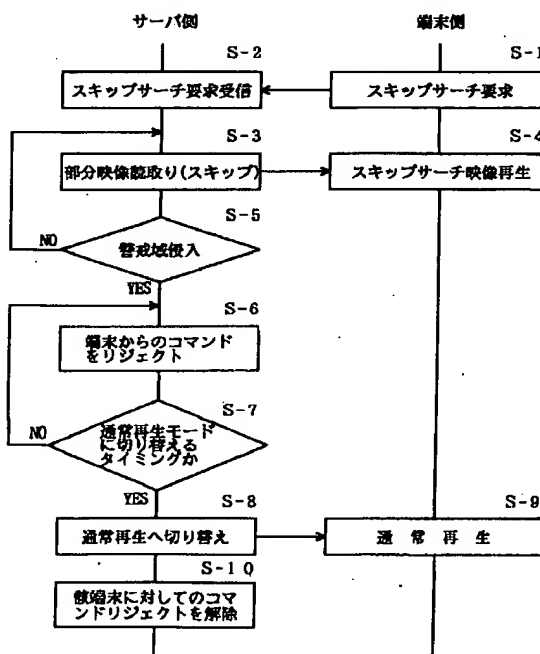 サーバ側
端末側
S-2
S-1
スキップサーチ要求受信
スキップサーチ要求
S-3
S-4
部分映像読取り(スキップ)
スキップサーチ映像再生
S-5
NO
警戒域侵入
YES
S-6
端末からのコマンド
をリジェクト
S-7
NO
通常再生モード
に切り替える
タイミングか
YES
S-8
S-9
通常再生へ切り替え
通 常 再 生
S-10
該端末に対してのコマ
ンドリジェクトを解除